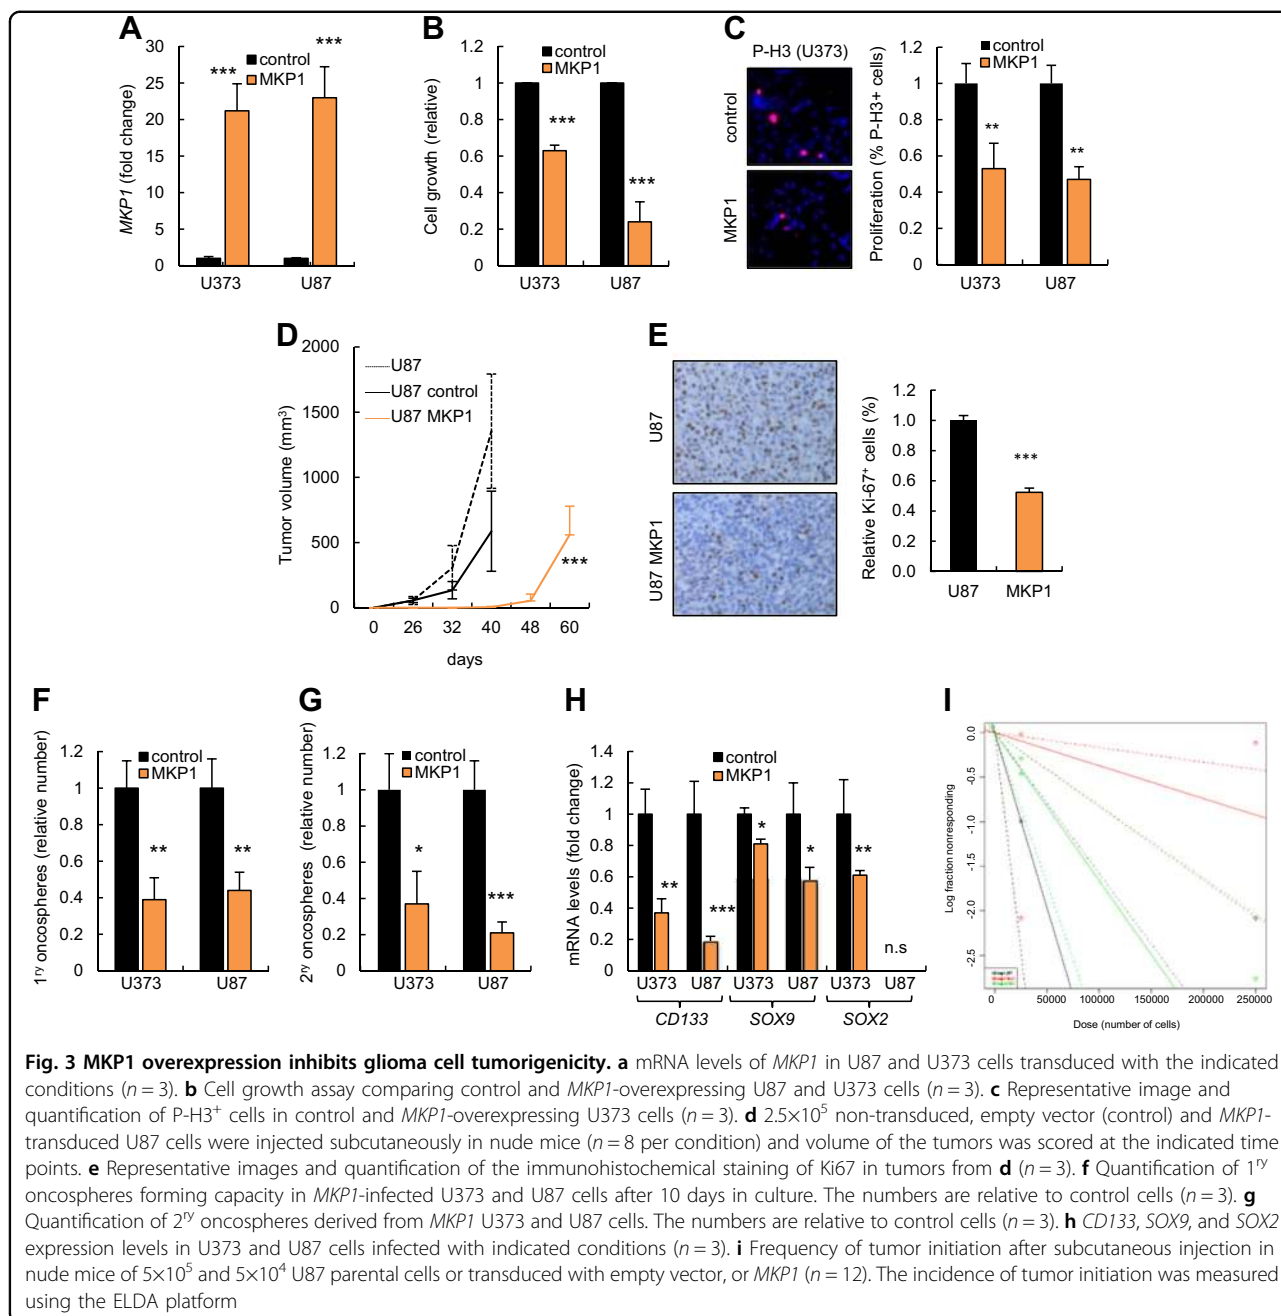 A
MKP1 (fold change)
30
25
20
15
10
5
0
control
MKP1
***
***
U373
U87
B
Cell growth (relative)
1.2
1
0.8
0.6
0.4
0.2
0
control
MKP1
***
***
U373
U87
C
P-H3 (U373)
control
MKP1
Proliferation (% P-H3+ cells)
1.2
1
0.8
0.6
0.4
0.2
0
control
MKP1
**
**
U373
U87
D
Tumor volume (mm³)
2000
1500
1000
500
0
U87
U87 control
U87 MKP1
***
0 26 32 40 48 60
days
E
U87
U87 MKP1
Relative Ki-67⁺ cells (%)
1.2
1.0
0.8
0.6
0.4
0.2
0.0
***
U87
MKP1
F
1ʳʸ oncospheres (relative number)
1.2
1
0.8
0.6
0.4
0.2
0
control
MKP1
**
**
U373
U87
G
2ʳʸ oncospheres (relative number)
1.2
1
0.8
0.6
0.4
0.2
0
control
MKP1
*
***
U373
U87
H
mRNA levels (fold change)
1.4
1.2
1.0
0.8
0.6
0.4
0.2
0
control
MKP1
**
***
*
*
**
n.s
U373 U87 U373 U87 U373 U87
CD133 SOX9 SOX2
I
Log fraction nonresponding
0.0
-0.5
-1.0
-1.5
-2.0
-2.5
0 50000 100000 150000 200000 250000
Dose (number of cells)
Fig. 3 MKP1 overexpression inhibits glioma cell tumorigenicity. a mRNA levels of MKP1 in U87 and U373 cells transduced with the indicated
conditions (n = 3). b Cell growth assay comparing control and MKP1-overexpressing U87 and U373 cells (n = 3). c Representative image and
quantification of P-H3⁺ cells in control and MKP1-overexpressing U373 cells (n = 3). d 2.5×10⁵ non-transduced, empty vector (control) and MKP1-
transduced U87 cells were injected subcutaneously in nude mice (n = 8 per condition) and volume of the tumors was scored at the indicated time
points. e Representative images and quantification of the immunohistochemical staining of Ki67 in tumors from d (n = 3). f Quantification of 1ʳʸ
oncospheres forming capacity in MKP1-infected U373 and U87 cells after 10 days in culture. The numbers are relative to control cells (n = 3). g
Quantification of 2ʳʸ oncospheres derived from MKP1 U373 and U87 cells. The numbers are relative to control cells (n = 3). h CD133, SOX9, and SOX2
expression levels in U373 and U87 cells infected with indicated conditions (n = 3). i Frequency of tumor initiation after subcutaneous injection in
nude mice of 5×10⁵ and 5×10⁴ U87 parental cells or transduced with empty vector, or MKP1 (n = 12). The incidence of tumor initiation was measured
using the ELDA platform